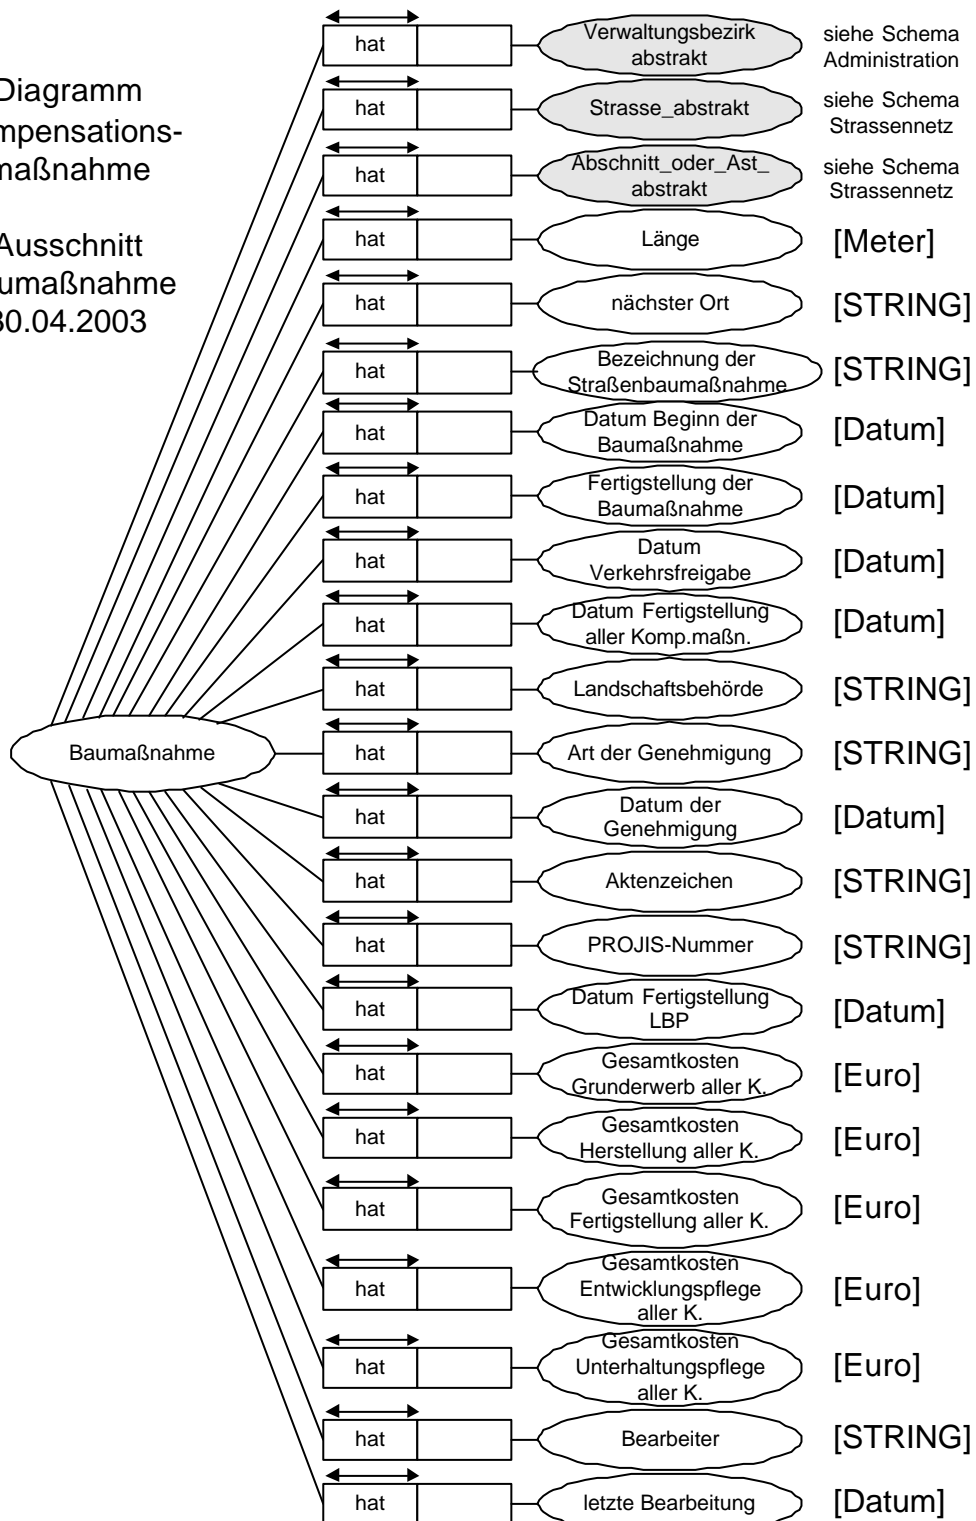 Diagramm
mpensations-
maßnahme
Ausschnitt
umaßnahme
30.04.2003
Baumaßnahme
hat
Verwaltungsbezirk
abstrakt
siehe Schema
Administration
hat
Strasse_abstrakt
siehe Schema
Strassennetz
hat
Abschnitt_oder_Ast_
abstrakt
siehe Schema
Strassennetz
hat
Länge
[Meter]
hat
nächster Ort
[STRING]
hat
Bezeichnung der
Straßenbaumaßnahme
[STRING]
hat
Datum Beginn der
Baumaßnahme
[Datum]
hat
Fertigstellung der
Baumaßnahme
[Datum]
hat
Datum
Verkehrsfreigabe
[Datum]
hat
Datum Fertigstellung
aller Komp.maßn.
[Datum]
hat
Landschaftsbehörde
[STRING]
hat
Art der Genehmigung
[STRING]
hat
Datum der
Genehmigung
[Datum]
hat
Aktenzeichen
[STRING]
hat
PROJIS-Nummer
[STRING]
hat
Datum Fertigstellung
LBP
[Datum]
hat
Gesamtkosten
Grunderwerb aller K.
[Euro]
hat
Gesamtkosten
Herstellung aller K.
[Euro]
hat
Gesamtkosten
Fertigstellung aller K.
[Euro]
hat
Gesamtkosten
Entwicklungspflege
aller K.
[Euro]
hat
Gesamtkosten
Unterhaltungspflege
aller K.
[Euro]
hat
Bearbeiter
[STRING]
hat
letzte Bearbeitung
[Datum]